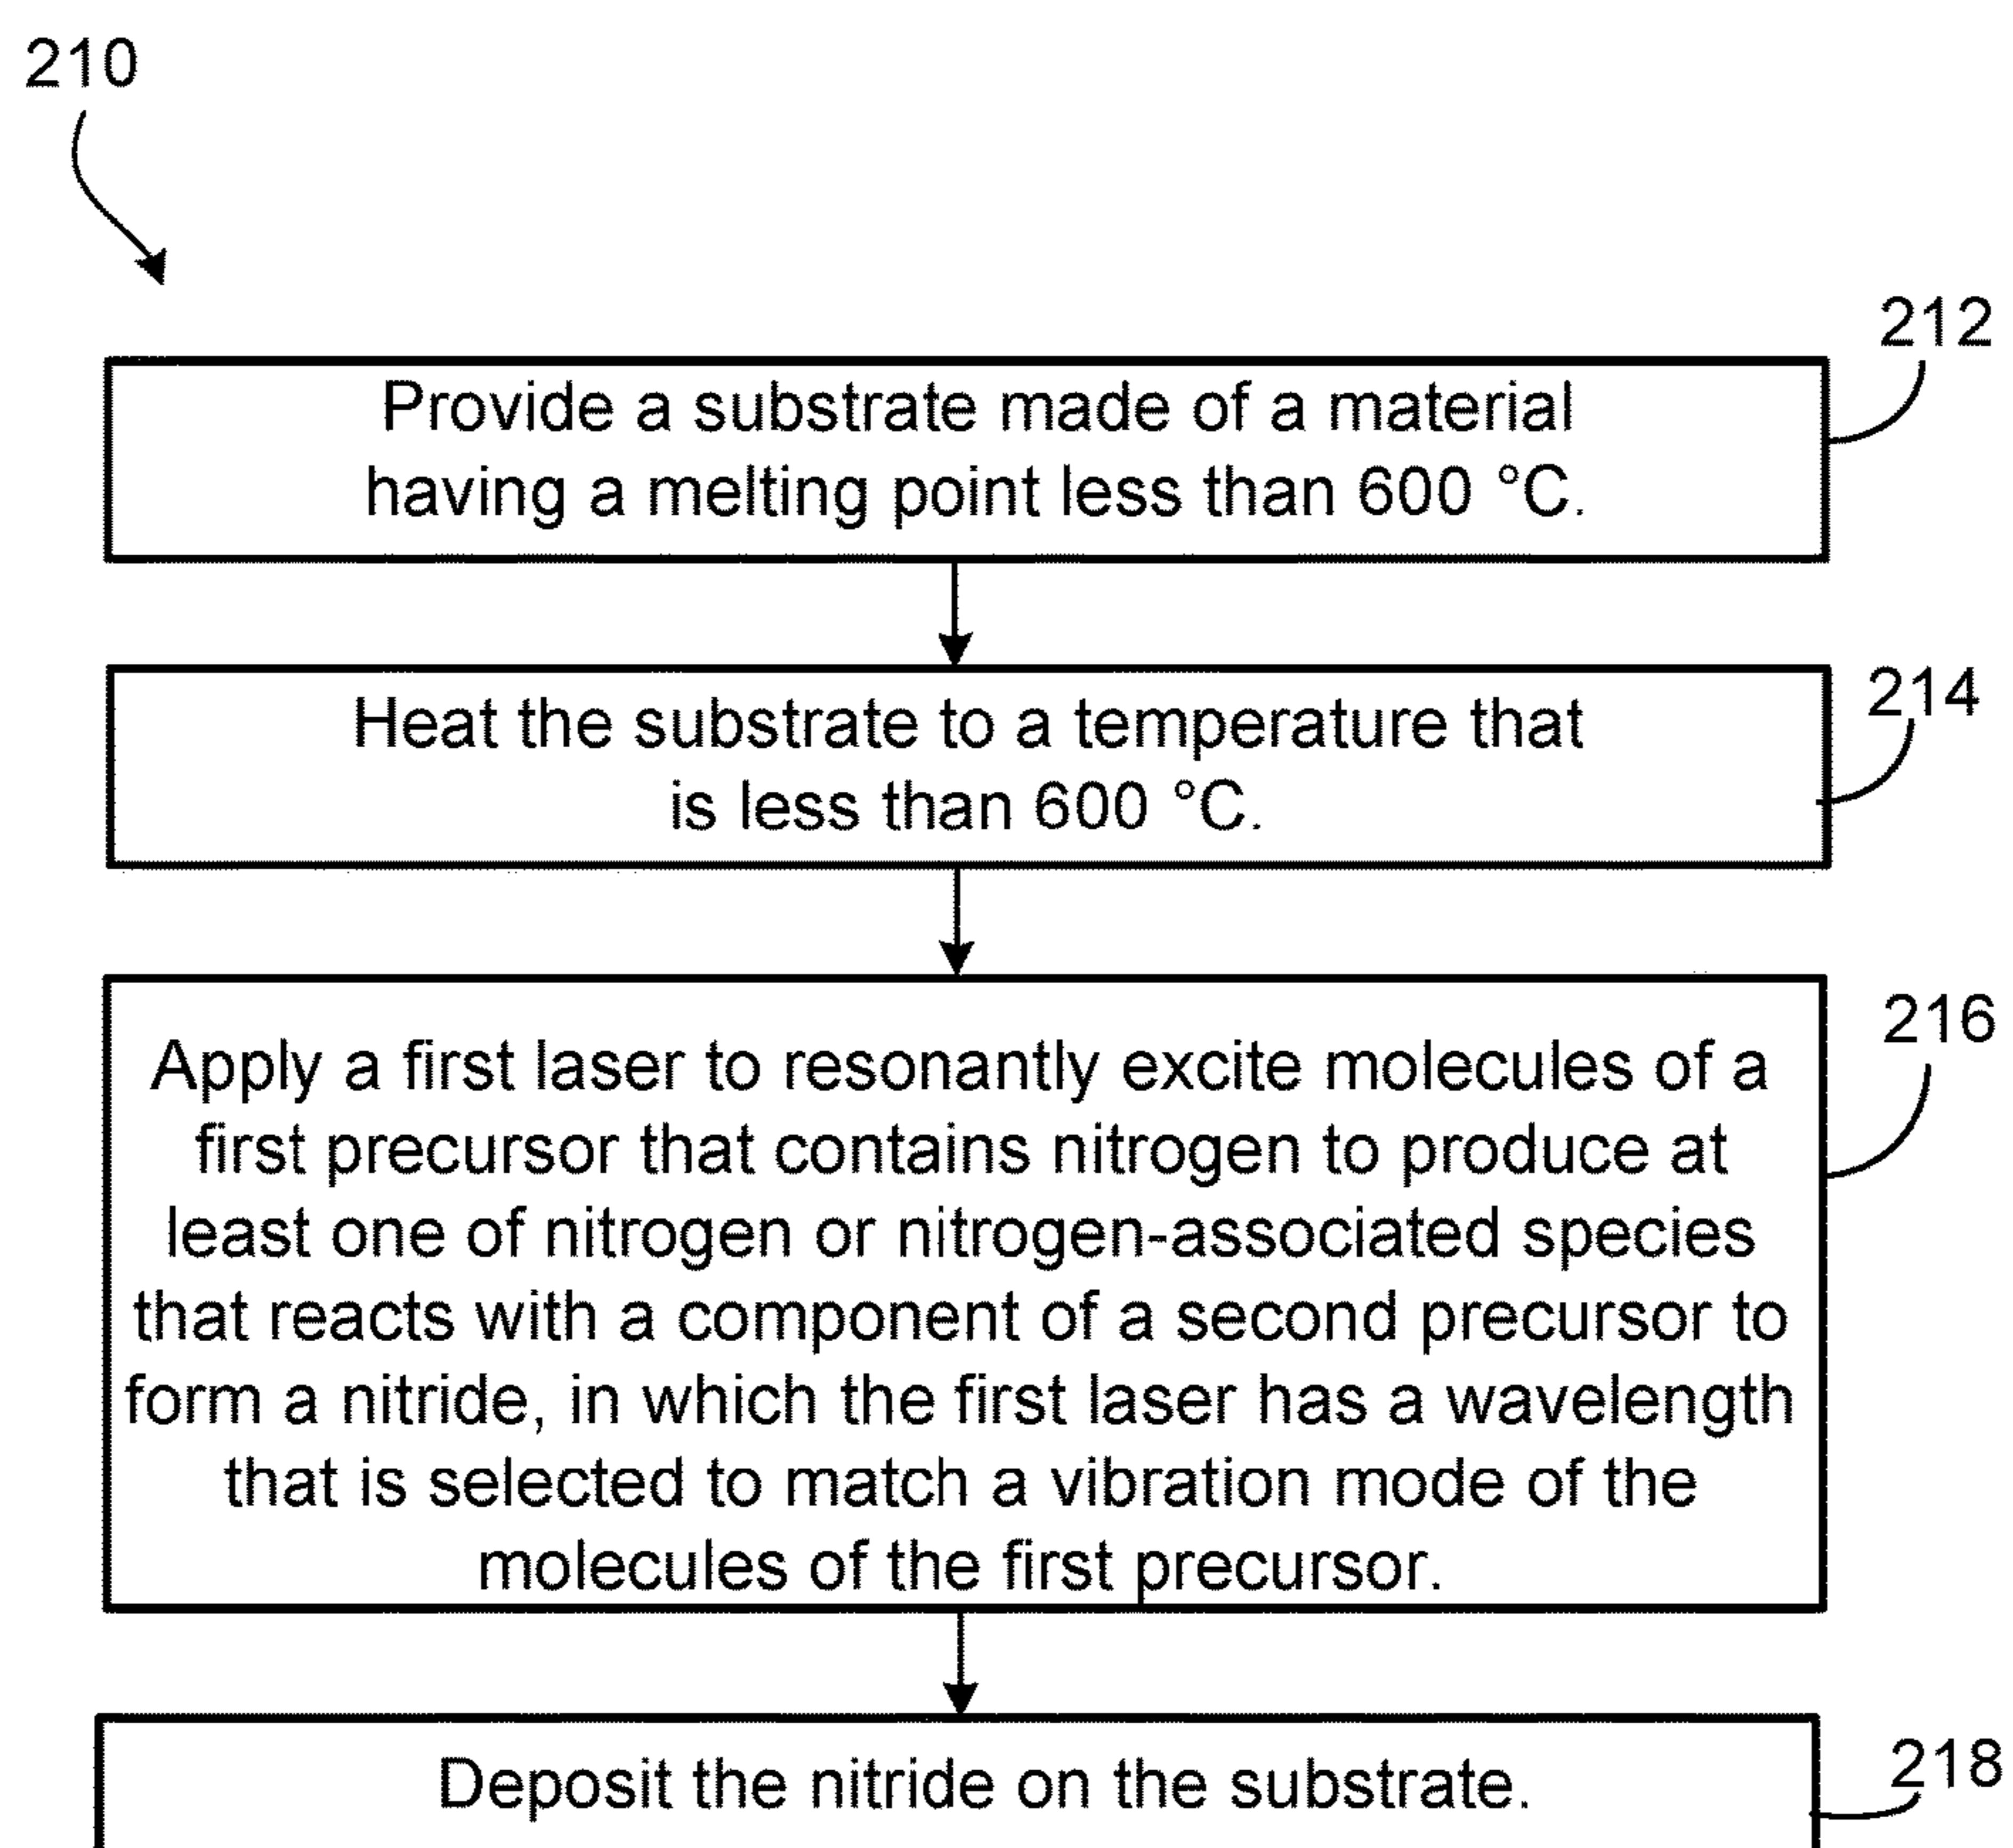 210
212
Provide a substrate made of a material
having a melting point less than 600 °C.
214
Heat the substrate to a temperature that
is less than 600 °C.
216
Apply a first laser to resonantly excite molecules of a
first precursor that contains nitrogen to produce at
least one of nitrogen or nitrogen-associated species
that reacts with a component of a second precursor to
form a nitride, in which the first laser has a wavelength
that is selected to match a vibration mode of the
molecules of the first precursor.
218
Deposit the nitride on the substrate.